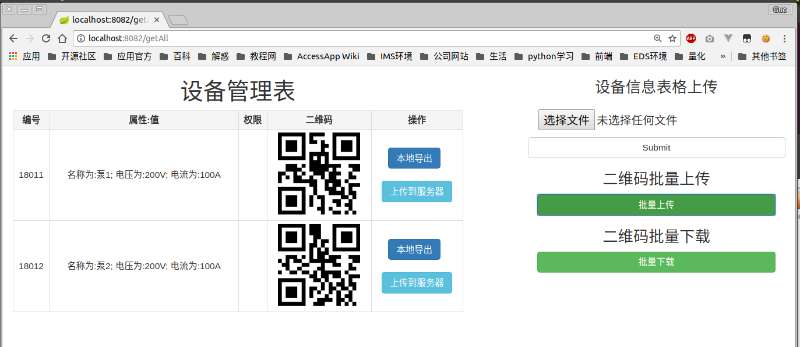 Guo
localhost:8082/get
localhost:8082/getAll
应用 开源社区 应用官方 百科 解惑 教程网 AccessApp Wiki IMS环境 公司网站 生活 python学习 前端 EDS环境 量化 » 其他书签
设备管理表
编号 属性:值 权限 二维码 操作
18011 名称为:泵1; 电压为:200V; 电流为:100A
本地导出
上传到服务器
18012 名称为:泵2; 电压为:200V; 电流为:100A
本地导出
上传到服务器
设备信息表格上传
选择文件 未选择任何文件
Submit
二维码批量上传
批量上传
二维码批量下载
批量下载